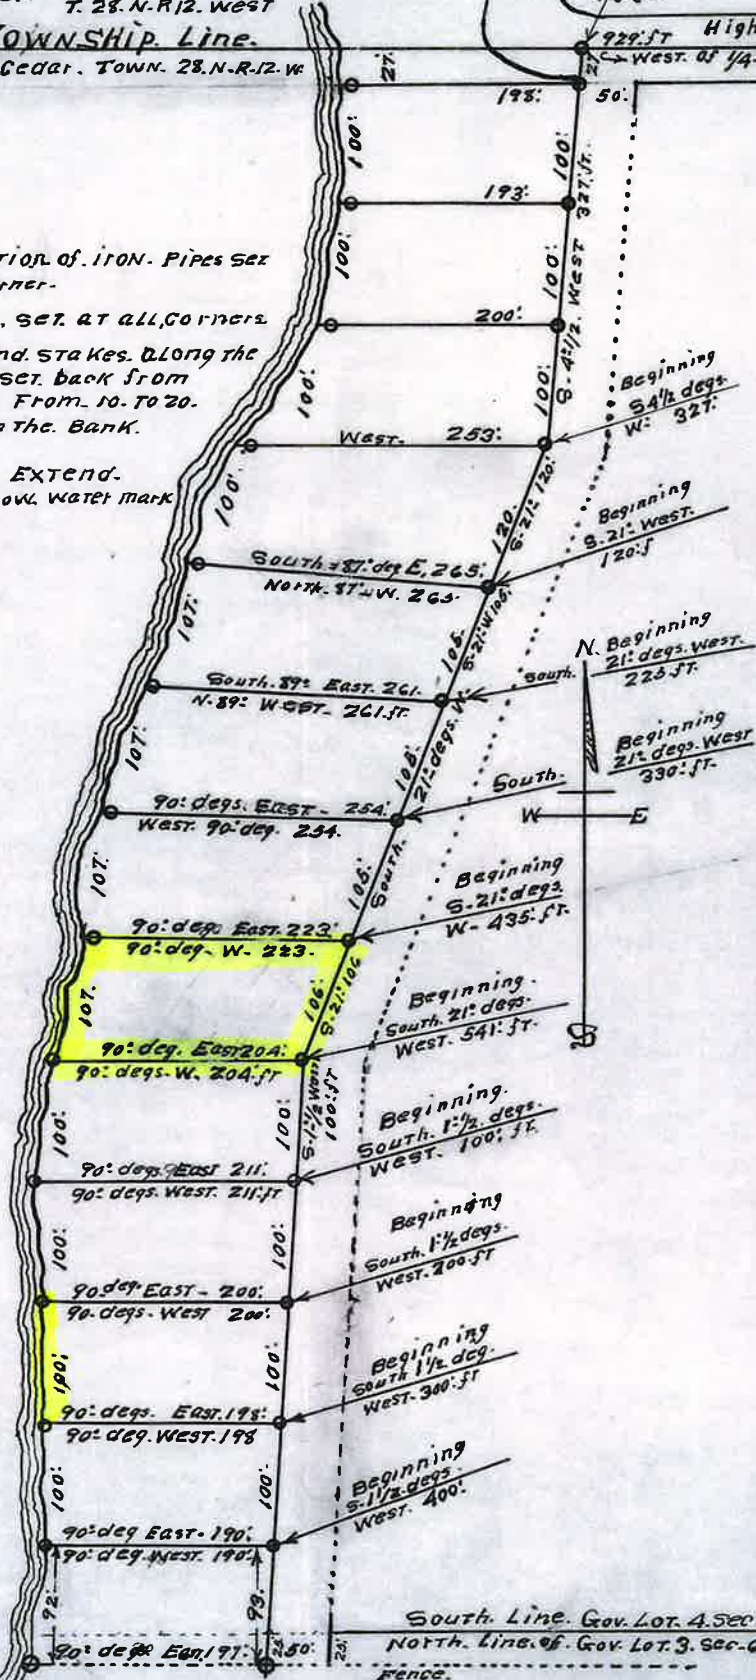 T. 28. N-R 12. West
TOWNSHIP. Line.
Cedar. Town. 28. N-R. 12. W.
929: ft High
West. of 1/4.
27:
27
198: 50:
100:
100:
327. ft.
193:
100:
100:
S- 4°1/2. West
200:
100:
100:
tion. of. iron. Pipes set
rner.-
. set. at all, corners
nd. stakes. along the
set. back from
From. 10. To 20.
The. Bank.
Extend.
ow. water mark
Beginning
S 4 1/2 degs.
W: 327:
West. 253:
100:
120.
S-21°- 120:
Beginning
S-21°- West.
120: f
South = 87° deg E, 265:
North. 87°-W. 265.
107:
105:
S-21°-W 105:
N. Beginning
21° degs. West.
225 ft.
South.
South. 89° East. 261.
N-89° West- 261. ft.
107.
105:
21° degs. W.
Beginning
21° degs. West
330: ft.
South.
W E
90° degs. East - 254:
West. 90° deg. 254.
107.
105:
South.
Beginning
S-21° degs.
W- 435: ft.
90° deg. East. 223:
90° deg- W- 223.
107.
106:
S-21° 106
Beginning.
South. 21° degs.
West. 541: ft.
90° deg. East 204:
90° degs- W. 204: ft
100:
100:
S-1-1/2 West
100: ft
Beginning.
South. 1°1/2. degs.
West. 100: ft.
90° degs. East 211:
90° degs. West. 211: ft
100:
100:
Beginning
South. 1°1/2 degs.
West. 200 ft
90 deg. East - 200:
90. degs. West 200:
100:
100:
Beginning
South 1 1/2 deg.
West- 300: ft
90° degs. East. 198:
90° deg. West. 198
100:
100:
Beginning
S-1 1/2 degs
West. 400:
90° deg East- 190:
90° deg. West. 190:
92:
93:
South. Line. Gov. Lot. 4. Sec
90° degs East. 197: 25: 50: 25:
North. Line. of. Gov. Lot. 3. Sec-6
Fence.